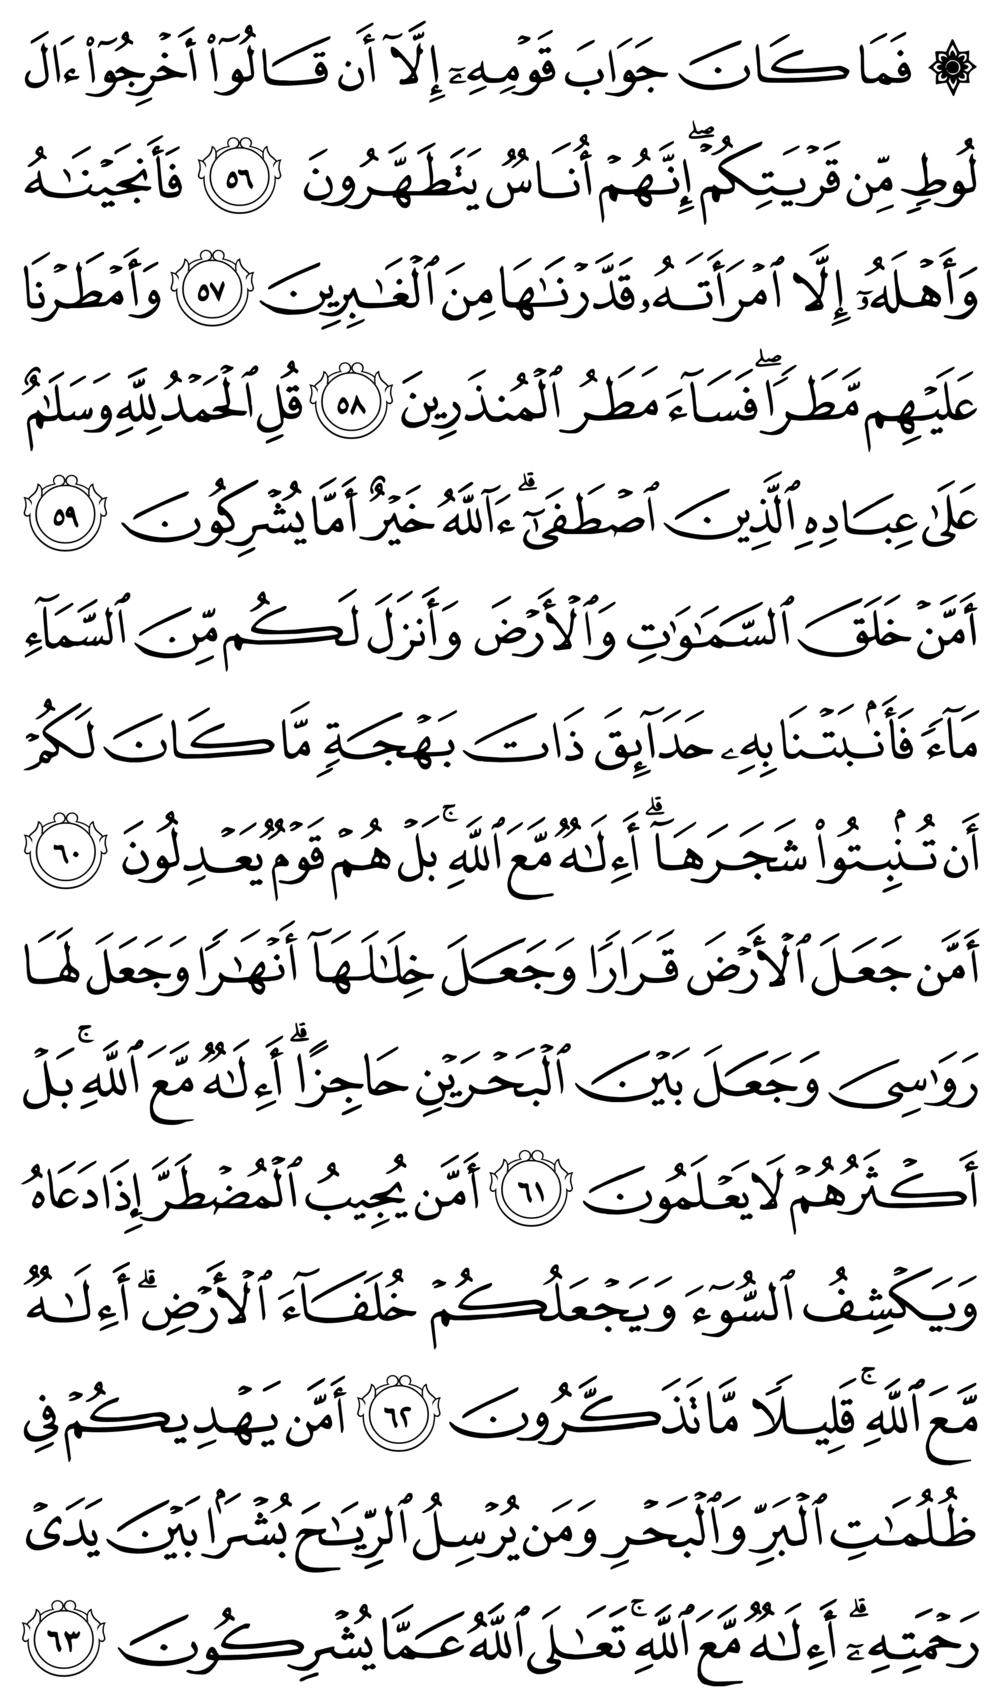 ۞ فَمَا كَانَ جَوَابَ قَوْمِهِۦٓ إِلَّآ أَن قَالُوٓا۟ أَخْرِجُوٓا۟ ءَالَ
لُوطٍ مِّن قَرْيَتِكُمْ ۖ إِنَّهُمْ أُنَاسٌ يَتَطَهَّرُونَ ٥٦ فَأَنجَيْنَـٰهُ
وَأَهْلَهُۥٓ إِلَّا ٱمْرَأَتَهُۥ قَدَّرْنَـٰهَا مِنَ ٱلْغَـٰبِرِينَ ٥٧ وَأَمْطَرْنَا
عَلَيْهِم مَّطَرًا ۖ فَسَآءَ مَطَرُ ٱلْمُنذَرِينَ ٥٨ قُلِ ٱلْحَمْدُ لِلَّهِ وَسَلَـٰمٌ
عَلَىٰ عِبَادِهِ ٱلَّذِينَ ٱصْطَفَىٰٓ ۗ ءَآللَّهُ خَيْرٌ أَمَّا يُشْرِكُونَ ٥٩
أَمَّنْ خَلَقَ ٱلسَّمَـٰوَٰتِ وَٱلْأَرْضَ وَأَنزَلَ لَكُم مِّنَ ٱلسَّمَآءِ
مَآءً فَأَنۢبَتْنَا بِهِۦ حَدَآئِقَ ذَاتَ بَهْجَةٍ مَّا كَانَ لَكُمْ
أَن تُنۢبِتُوا۟ شَجَرَهَآ ۗ أَءِلَـٰهٌ مَّعَ ٱللَّهِ ۚ بَلْ هُمْ قَوْمٌ يَعْدِلُونَ ٦٠
أَمَّن جَعَلَ ٱلْأَرْضَ قَرَارًا وَجَعَلَ خِلَـٰلَهَآ أَنْهَـٰرًا وَجَعَلَ لَهَا
رَوَٰسِىَ وَجَعَلَ بَيْنَ ٱلْبَحْرَيْنِ حَاجِزًا ۗ أَءِلَـٰهٌ مَّعَ ٱللَّهِ ۚ بَلْ
أَكْثَرُهُمْ لَا يَعْلَمُونَ ٦١ أَمَّن يُجِيبُ ٱلْمُضْطَرَّ إِذَا دَعَاهُ
وَيَكْشِفُ ٱلسُّوٓءَ وَيَجْعَلُكُمْ خُلَفَآءَ ٱلْأَرْضِ ۗ أَءِلَـٰهٌ
مَّعَ ٱللَّهِ ۚ قَلِيلًا مَّا تَذَكَّرُونَ ٦٢ أَمَّن يَهْدِيكُمْ فِى
ظُلُمَـٰتِ ٱلْبَرِّ وَٱلْبَحْرِ وَمَن يُرْسِلُ ٱلرِّيَـٰحَ بُشْرًۢا بَيْنَ يَدَىْ
رَحْمَتِهِۦٓ ۗ أَءِلَـٰهٌ مَّعَ ٱللَّهِ ۚ تَعَـٰلَى ٱللَّهُ عَمَّا يُشْرِكُونَ ٦٣